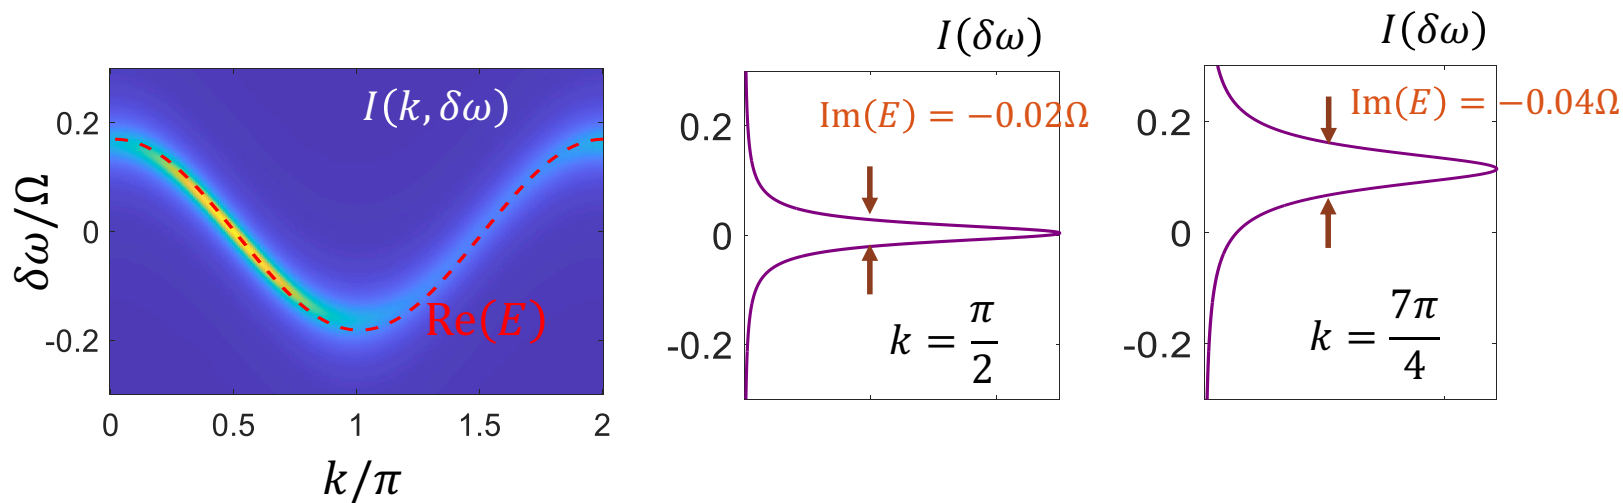 I(k, δω)
0.2
0
-0.2
δω/Ω
Re(E)
0
0.5
1
1.5
2
k/π
I(δω)
Im(E) = −0.02Ω
0.2
0
-0.2
k = π/2
I(δω)
Im(E) = −0.04Ω
0.2
0
-0.2
k = 7π/4